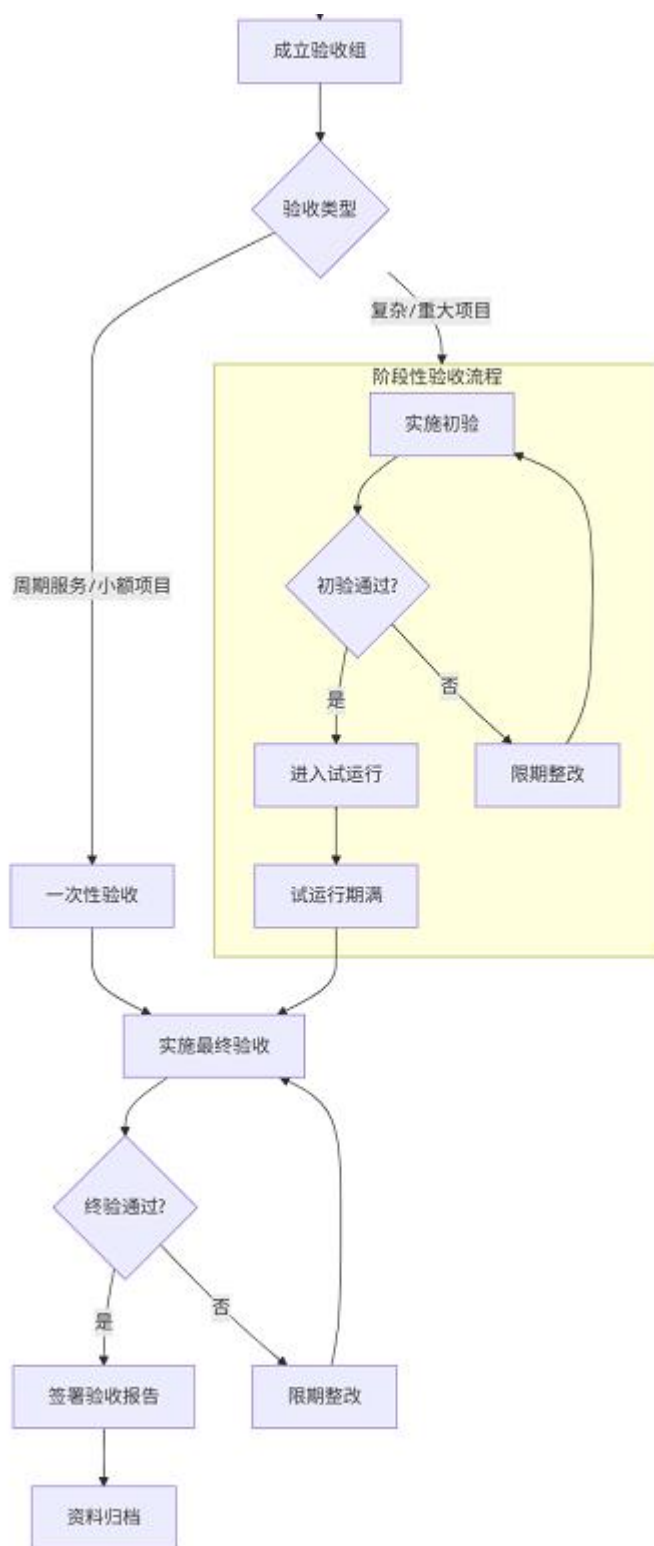 成立验收组
验收类型
复杂/重大项目
阶段性验收流程
实施初验
周期服务/小额项目
初验通过?
是
否
进入试运行
限期整改
一次性验收
试运行期满
实施最终验收
终验通过?
是
否
签署验收报告
限期整改
资料归档